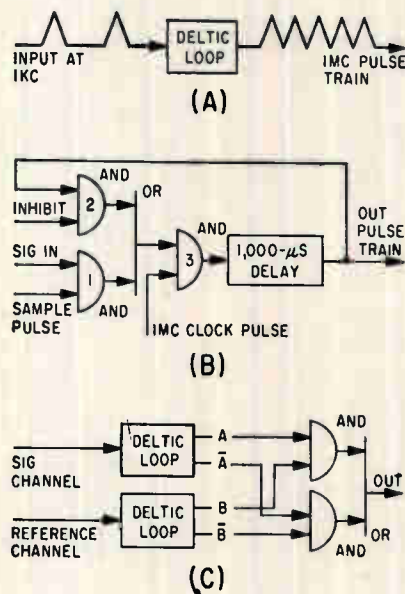 INPUT AT
1KC
DELTIC
LOOP
IMC PULSE
TRAIN
(A)
AND
OR
INHIBIT
2
AND
SIG IN
1
3
1,000-μS
DELAY
OUT
PULSE
TRAIN
SAMPLE
PULSE
AND
IMC CLOCK PULSE
(B)
AND
DELTIC
LOOP
A
A̅
SIG
CHANNEL
OUT
DELTIC
LOOP
B
B̅
REFERENCE
CHANNEL
AND
OR
(C)